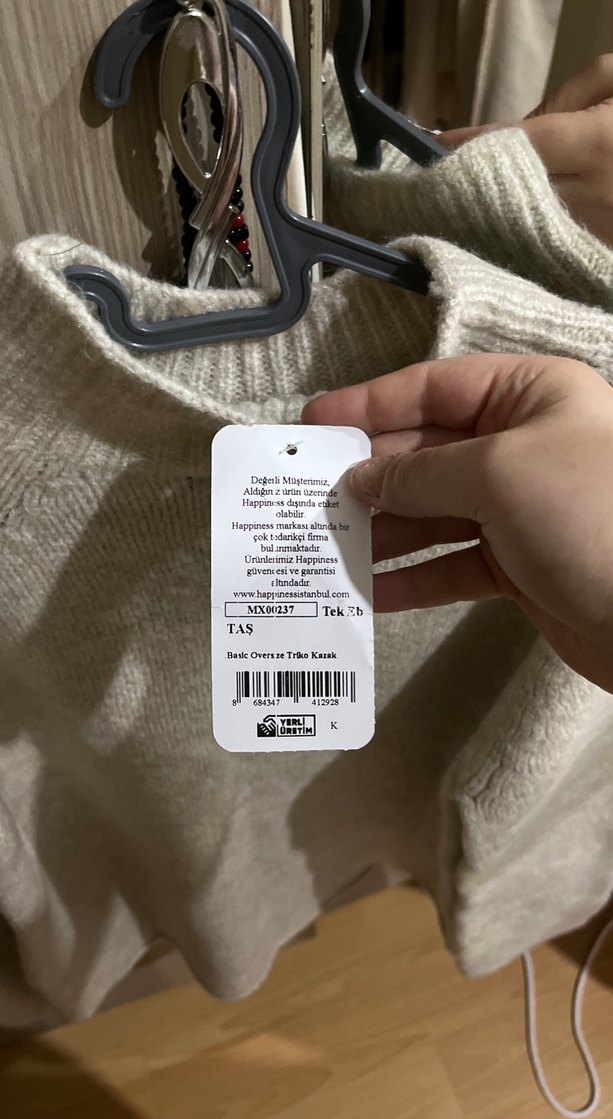 Değerli Müşterimiz,
Aldığınız ürün üzerinde
Happiness dışında etiket
olabilir.
Happiness markası altında bir
çok tedarikçi firma
bulunmaktadır.
Ürünlerimiz Happiness
güvencesi ve garantisi
altındadır.
www.happinessistanbul.com
MX00237 Tek Eb
TAŞ
Basic Oversize Triko Kazak
8 684347 412928
YERLİ
ÜRETİM K